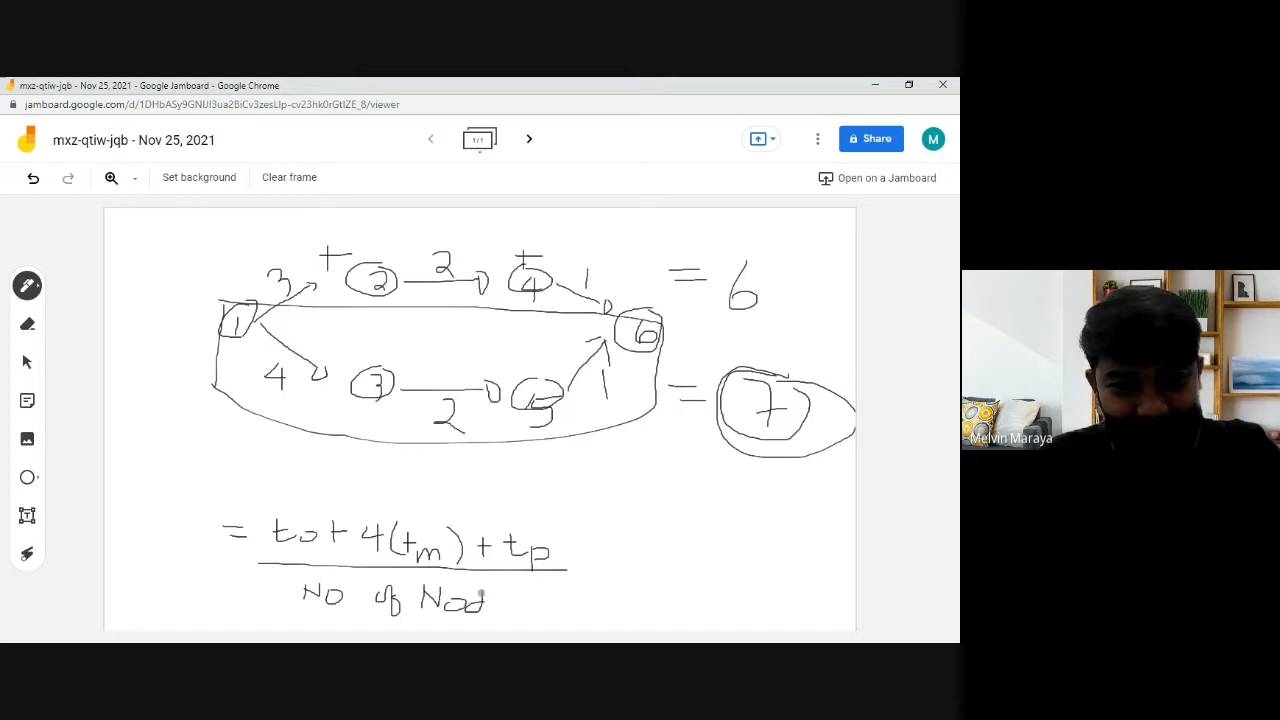 mxz-qtiw-jqb - Nov 25, 2021 - Google Jamboard - Google Chrome
mxz-qtiw-jqb - Nov 25, 2021
1/1
Share
M
Set background
Clear frame
Open on a Jamboard
3 + 2 2 + 4 1 = 6
1 6
4 3 2 5 1 = 7
= to + 4(tm) + tp
No of Nod
Melvin Maraya